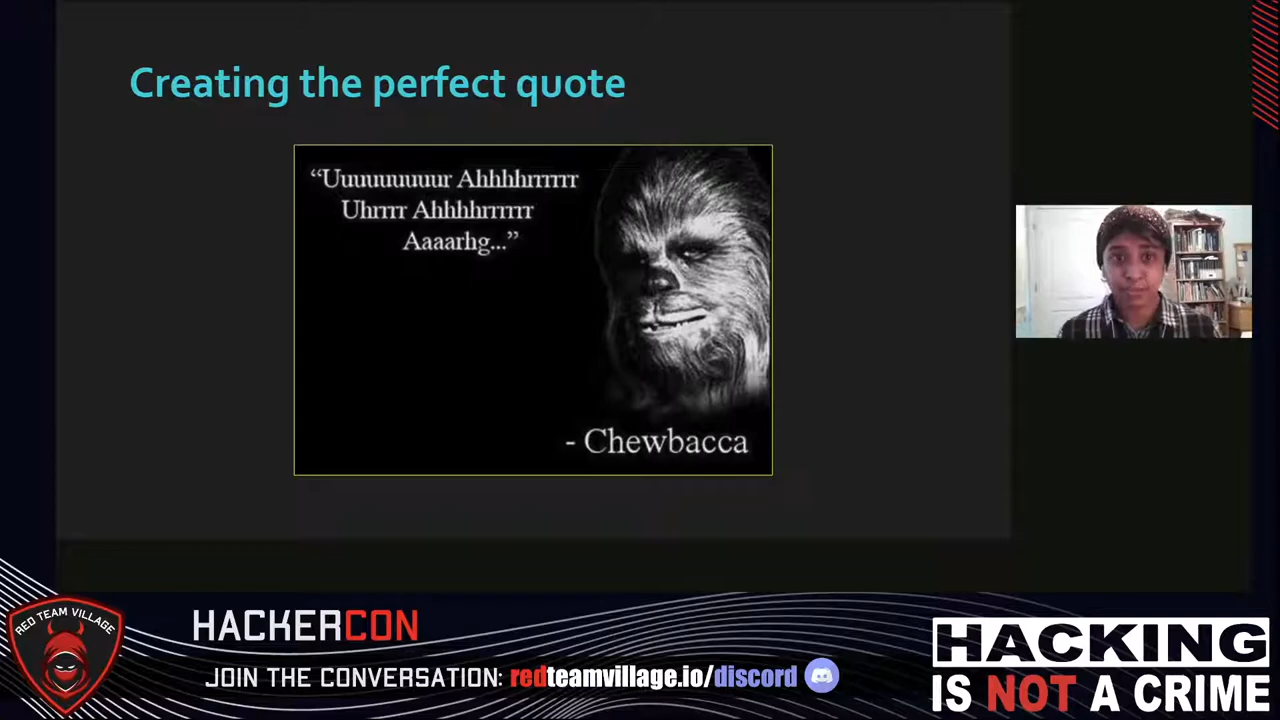 Creating the perfect quote
“Uuuuuuuuur Ahhhhrrrrrr
Uhrrrr Ahhhhrrrrrr
Aaaarhg...”
- Chewbacca
RED TEAM VILLAGE
HACKERCON
JOIN THE CONVERSATION: redteamvillage.io/discord
HACKING
IS NOT A CRIME